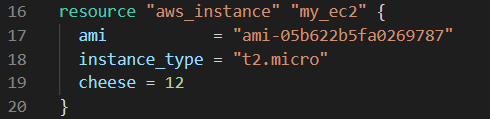 16 resource "aws_instance" "my_ec2" {
17   ami           = "ami-05b622b5fa0269787"
18   instance_type = "t2.micro"
19   cheese = 12
20 }